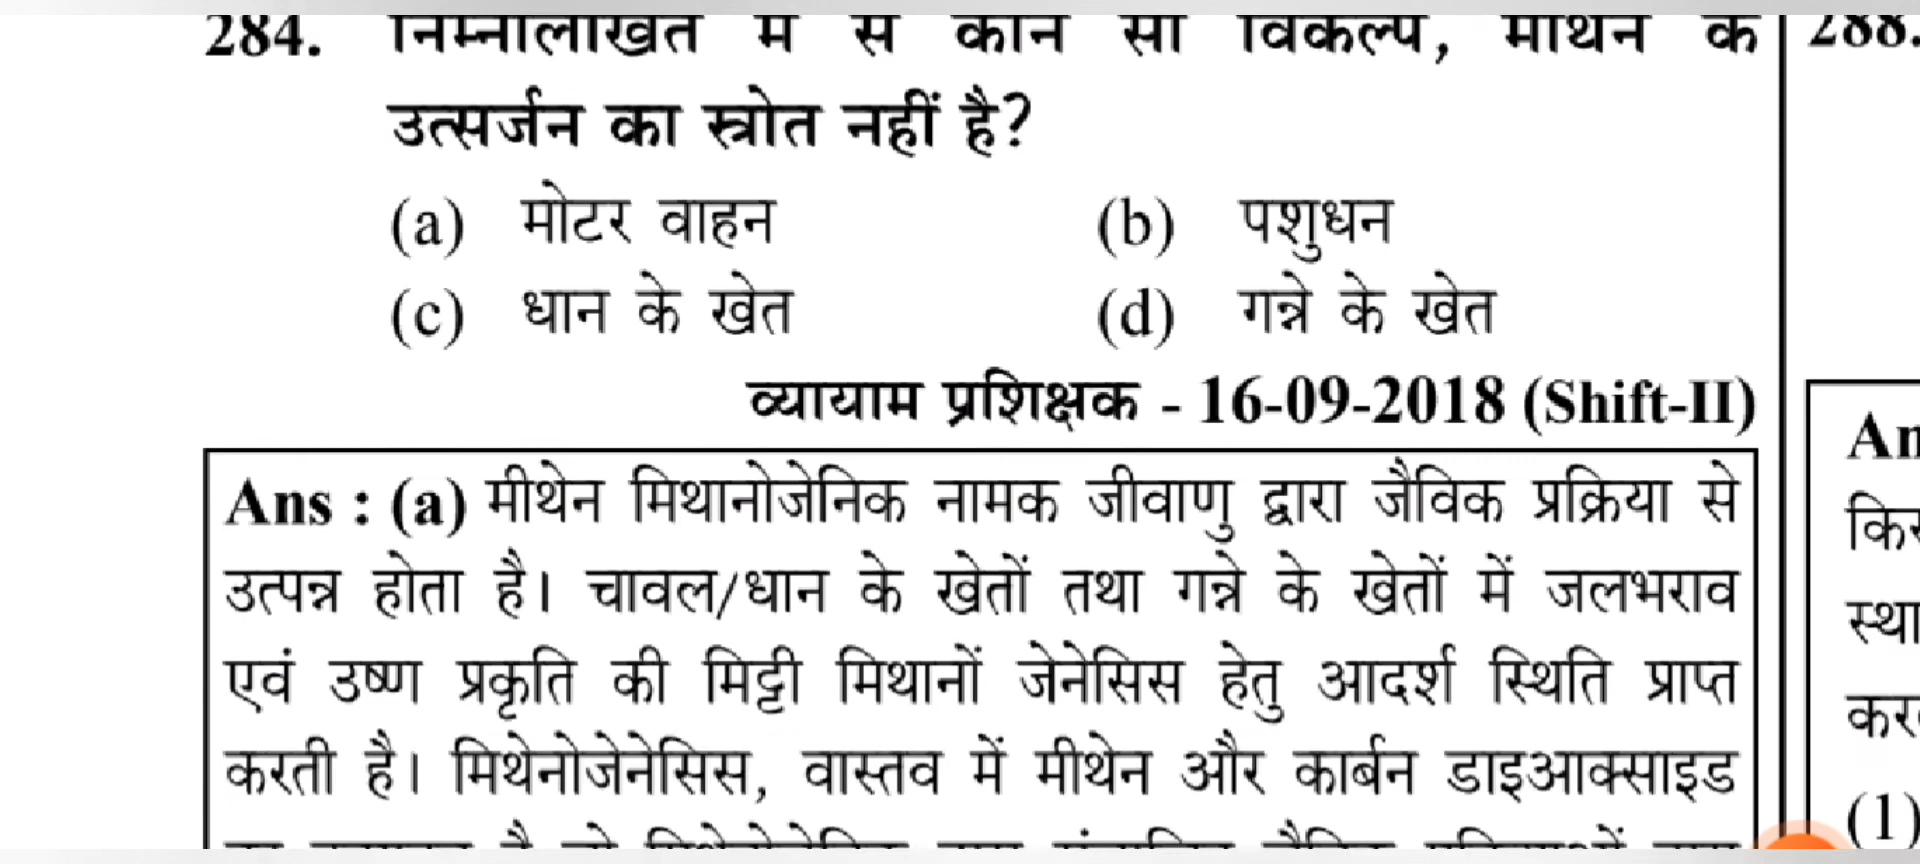 284. निम्नलिखित में से कौन सा विकल्प, मीथेन के
उत्सर्जन का स्त्रोत नहीं है?
(a) मोटर वाहन (b) पशुधन
(c) धान के खेत (d) गन्ने के खेत
व्यायाम प्रशिक्षक - 16-09-2018 (Shift-II)
Ans : (a) मीथेन मिथानोजेनिक नामक जीवाणु द्वारा जैविक प्रक्रिया से
उत्पन्न होता है। चावल/धान के खेतों तथा गन्ने के खेतों में जलभराव
एवं उष्ण प्रकृति की मिट्टी मिथानों जेनेसिस हेतु आदर्श स्थिति प्राप्त
करती है। मिथेनोजेनेसिस, वास्तव में मीथेन और कार्बन डाइआक्साइड
288.
(1)